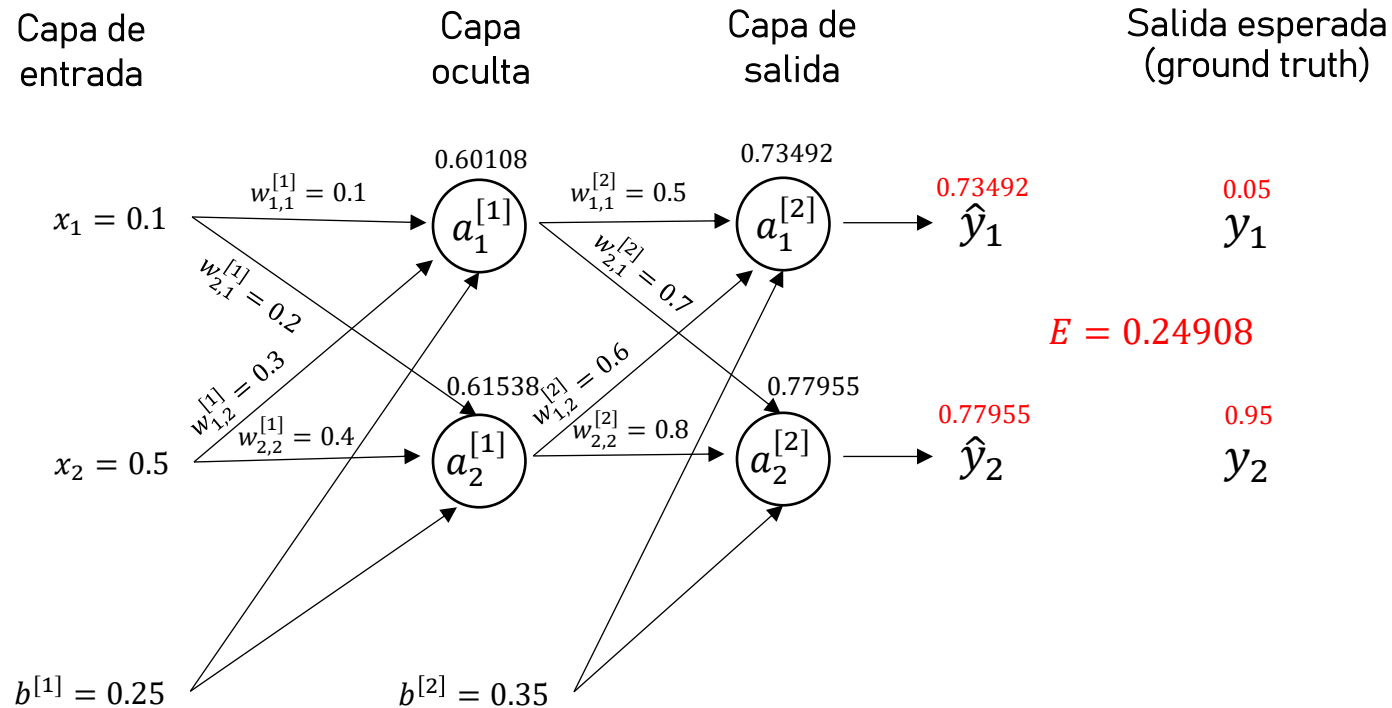 Capa de
entrada
Capa
oculta
Capa de
salida
Salida esperada
(ground truth)
0.60108
0.73492
0.73492
0.05
w_{1,1}^{[1]} = 0.1
w_{1,1}^{[2]} = 0.5
x_1 = 0.1
a_1^{[1]}
a_1^{[2]}
ŷ_1
y_1
w_{2,1}^{[1]} = 0.2
w_{2,1}^{[2]} = 0.7
E = 0.24908
w_{1,2}^{[1]} = 0.3
w_{1,2}^{[2]} = 0.6
0.61538
0.77955
0.77955
0.95
w_{2,2}^{[1]} = 0.4
w_{2,2}^{[2]} = 0.8
x_2 = 0.5
a_2^{[1]}
a_2^{[2]}
ŷ_2
y_2
b^{[1]} = 0.25
b^{[2]} = 0.35